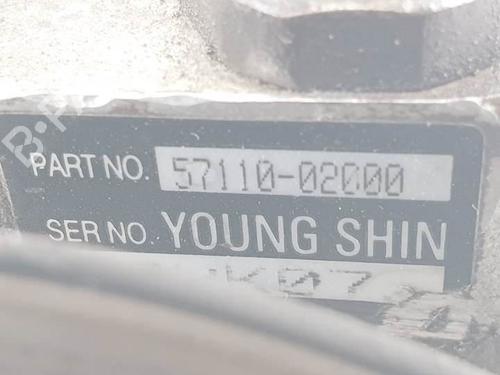 PART NO. 57110-02000
SER NO. YOUNG SHIN
K07